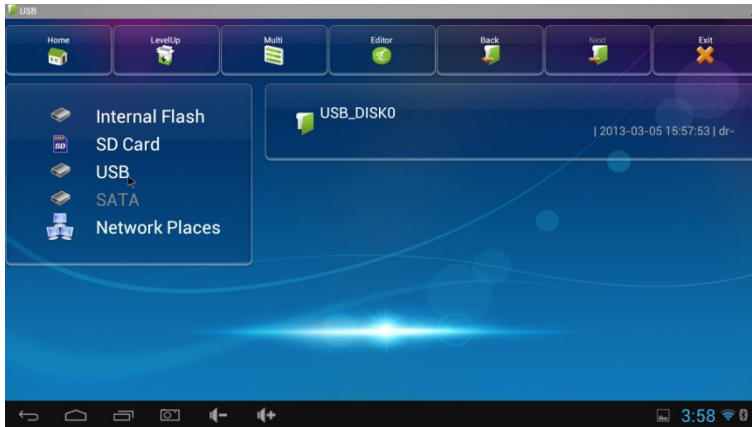 USB
Home
LevelUp
Multi
Editor
Back
Next
Exit
Internal Flash
SD Card
USB
SATA
Network Places
USB_DISK0
| 2013-03-05 15:57:53 | dr-
SD
3:58